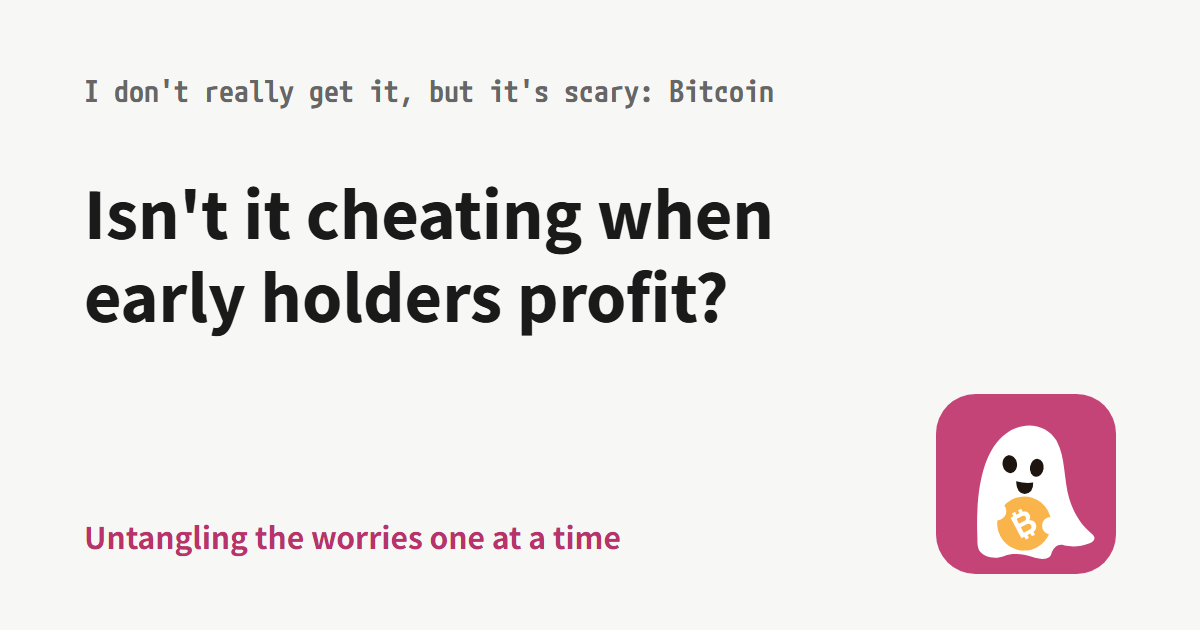 I don't really get it, but it's scary: Bitcoin
Isn't it cheating when
early holders profit?
Untangling the worries one at a time